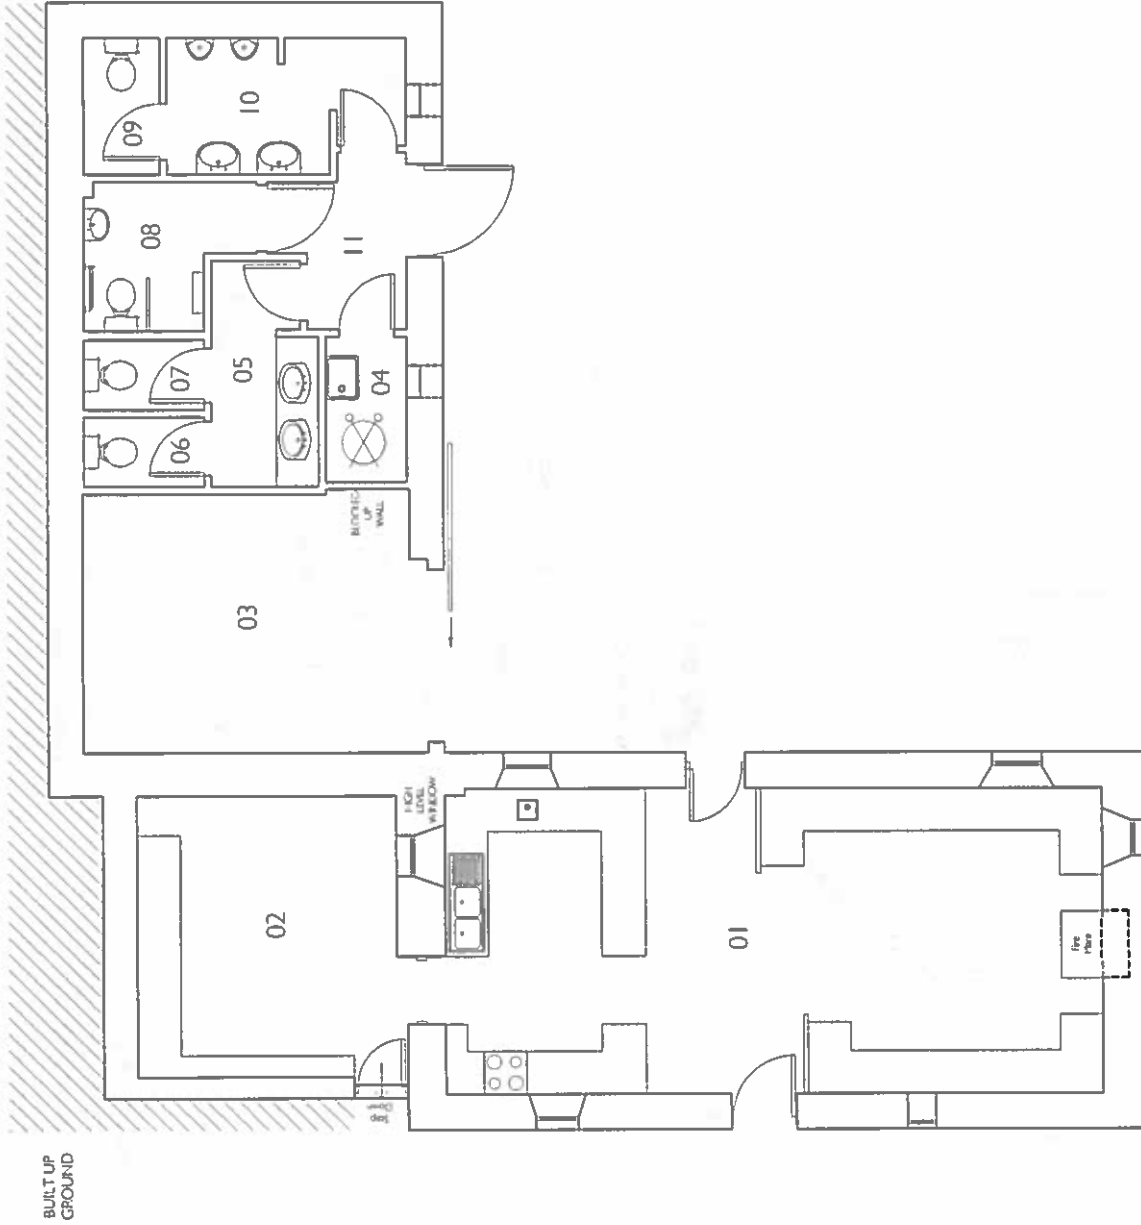 09
10
08
11
07
05
06
04
BLOCKED
UP
WALL
03
HIGH
LEVEL
WINDOW
02
01
Fire
Place
BUILT UP
GROUND